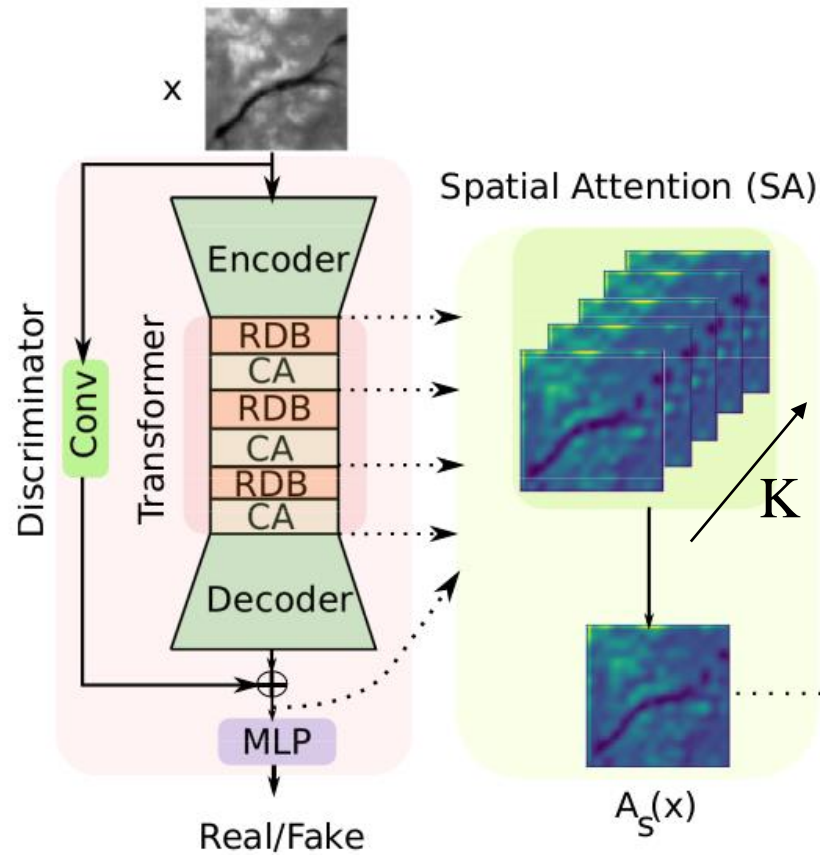 x
Spatial Attention (SA)
Discriminator
Conv
Transformer
Encoder
RDB
CA
RDB
CA
RDB
CA
Decoder
K
MLP
Real/Fake
A_S(x)